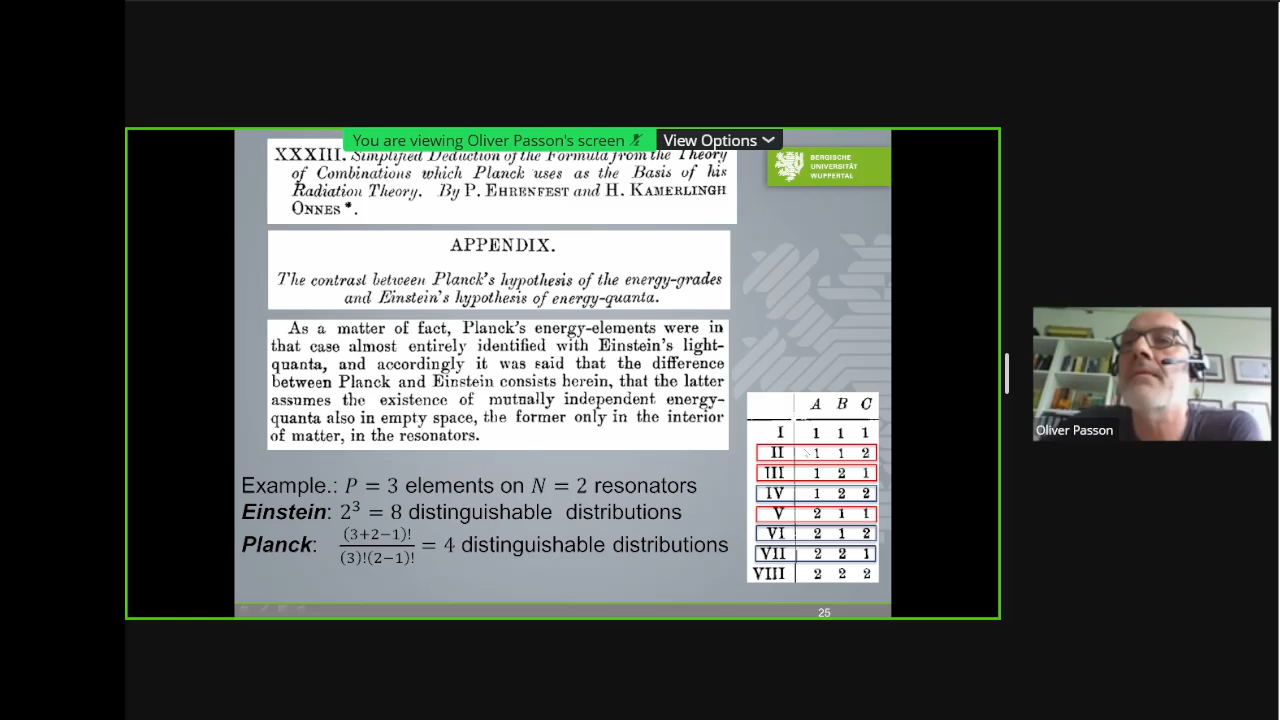 You are viewing Oliver Passon's screen
View Options
XXXIII. Simplified Deduction of the Formula from the Theory
of Combinations which Planck uses as the Basis of his
Radiation Theory. By P. EHRENFEST and H. KAMERLINGH
ONNES *.
BERGISCHE
UNIVERSITÄT
WUPPERTAL
APPENDIX.
The contrast between Planck's hypothesis of the energy-grades
and Einstein's hypothesis of energy-quanta.
As a matter of fact, Planck's energy-elements were in
that case almost entirely identified with Einstein's light-
quanta, and accordingly it was said that the difference
between Planck and Einstein consists herein, that the latter
assumes the existence of mutually independent energy-
quanta also in empty space, the former only in the interior
of matter, in the resonators.
Example.: P = 3 elements on N = 2 resonators
Einstein: 2³ = 8 distinguishable distributions
Planck: (3+2−1)!/(3)!(2−1)! = 4 distinguishable distributions
A B C
I 1 1 1
II 1 1 2
III 1 2 1
IV 1 2 2
V 2 1 1
VI 2 1 2
VII 2 2 1
VIII 2 2 2
25
Oliver Passon